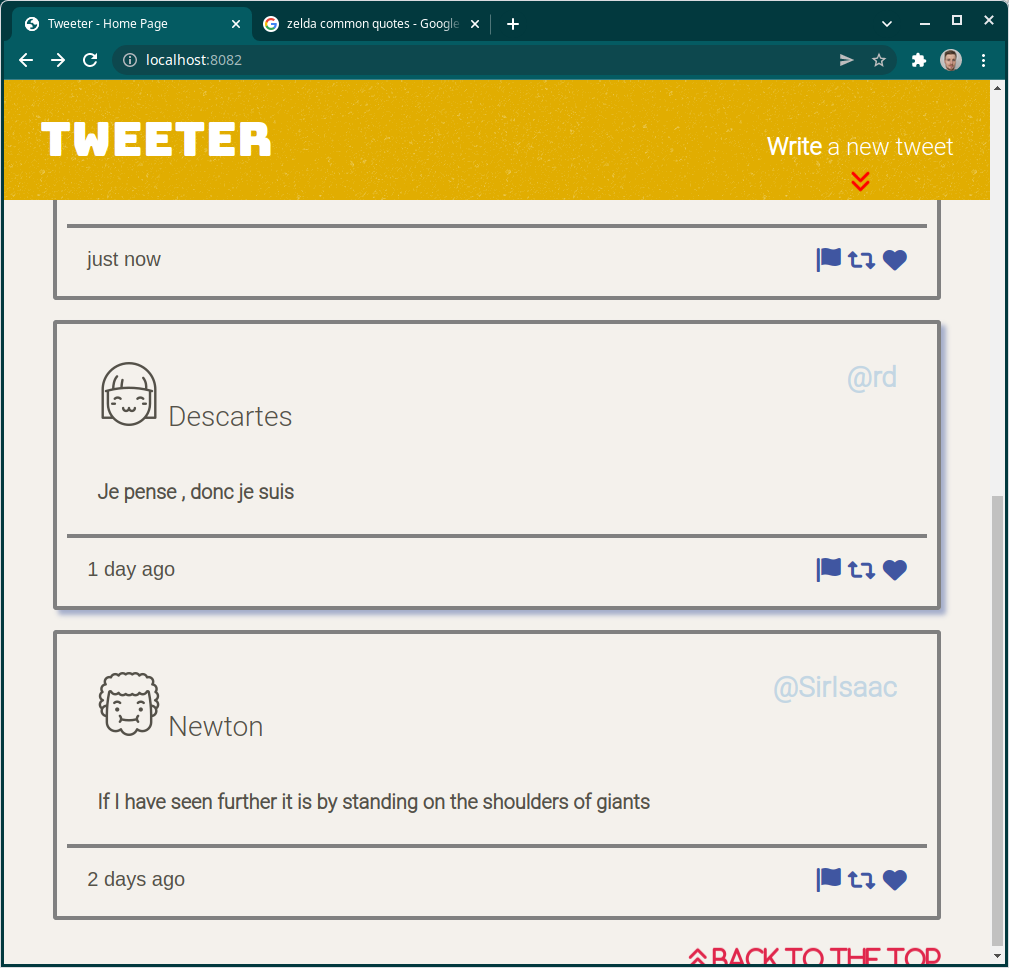 Tweeter - Home Page
zelda common quotes - Google
localhost:8082
TWEETER
Write a new tweet
just now
@rd
Descartes
Je pense , donc je suis
1 day ago
@SirIsaac
Newton
If I have seen further it is by standing on the shoulders of giants
2 days ago
BACK TO THE TOP